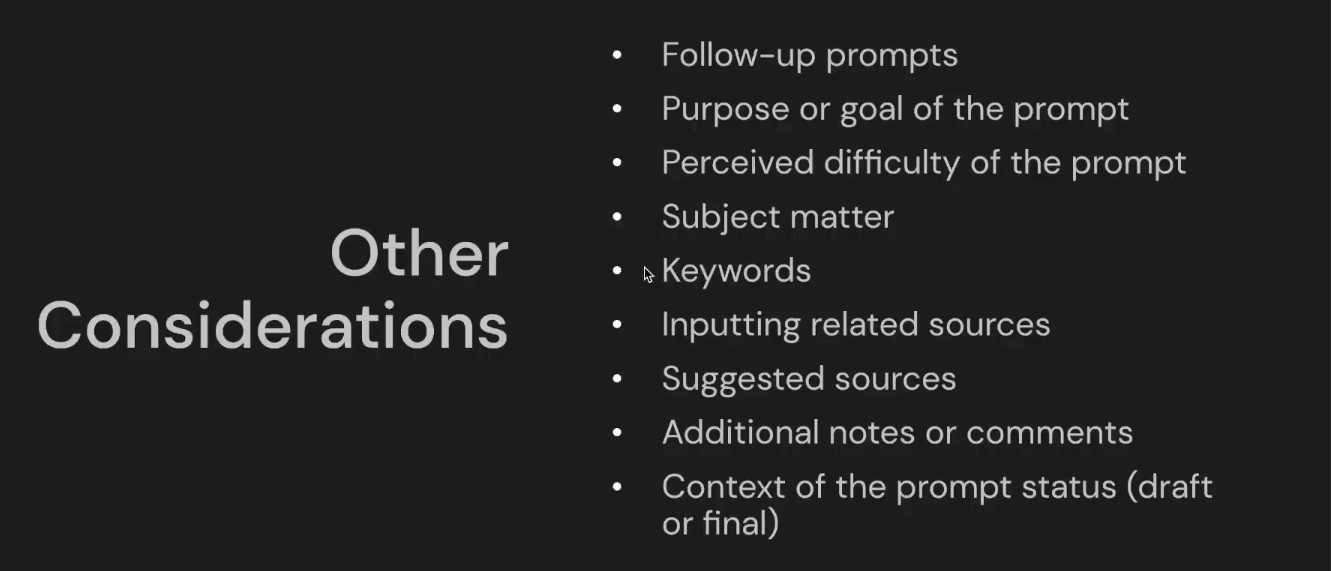 Other
Considerations
• Follow-up prompts
• Purpose or goal of the prompt
• Perceived difficulty of the prompt
• Subject matter
• Keywords
• Inputting related sources
• Suggested sources
• Additional notes or comments
• Context of the prompt status (draft
or final)